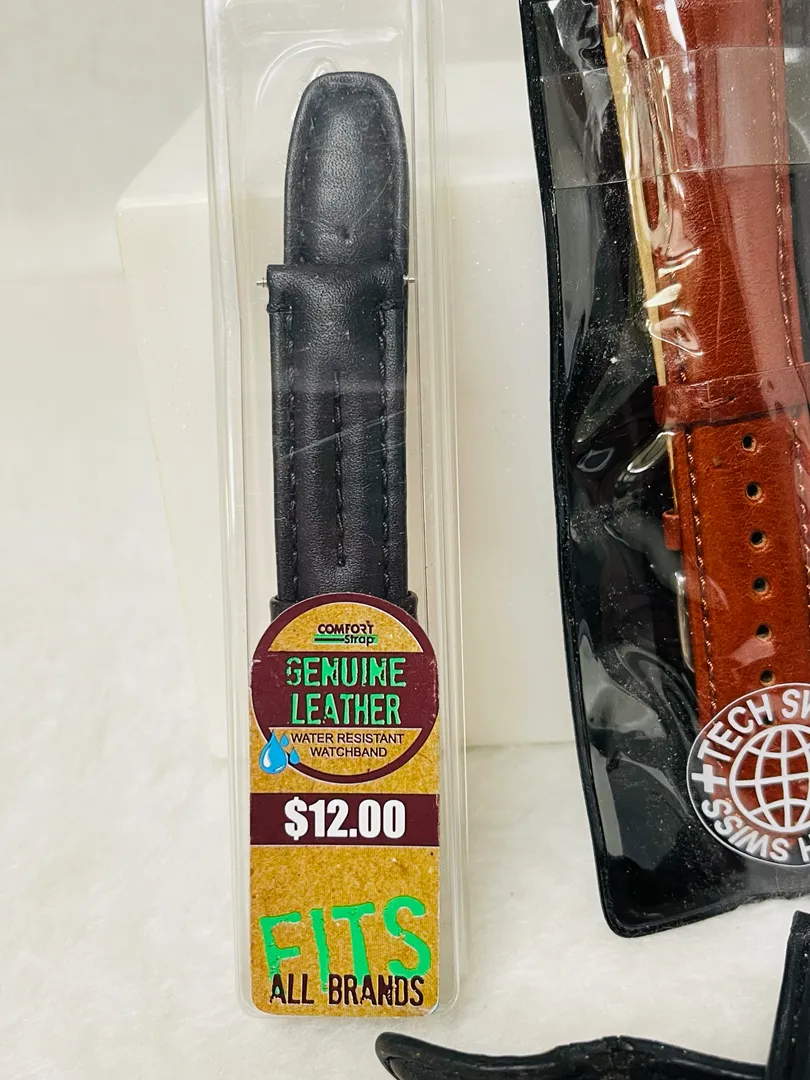 COMFORT
Strap
GENUINE
LEATHER
WATER RESISTANT
WATCHBAND
$12.00
FITS
ALL BRANDS
TECH SW
SWISS